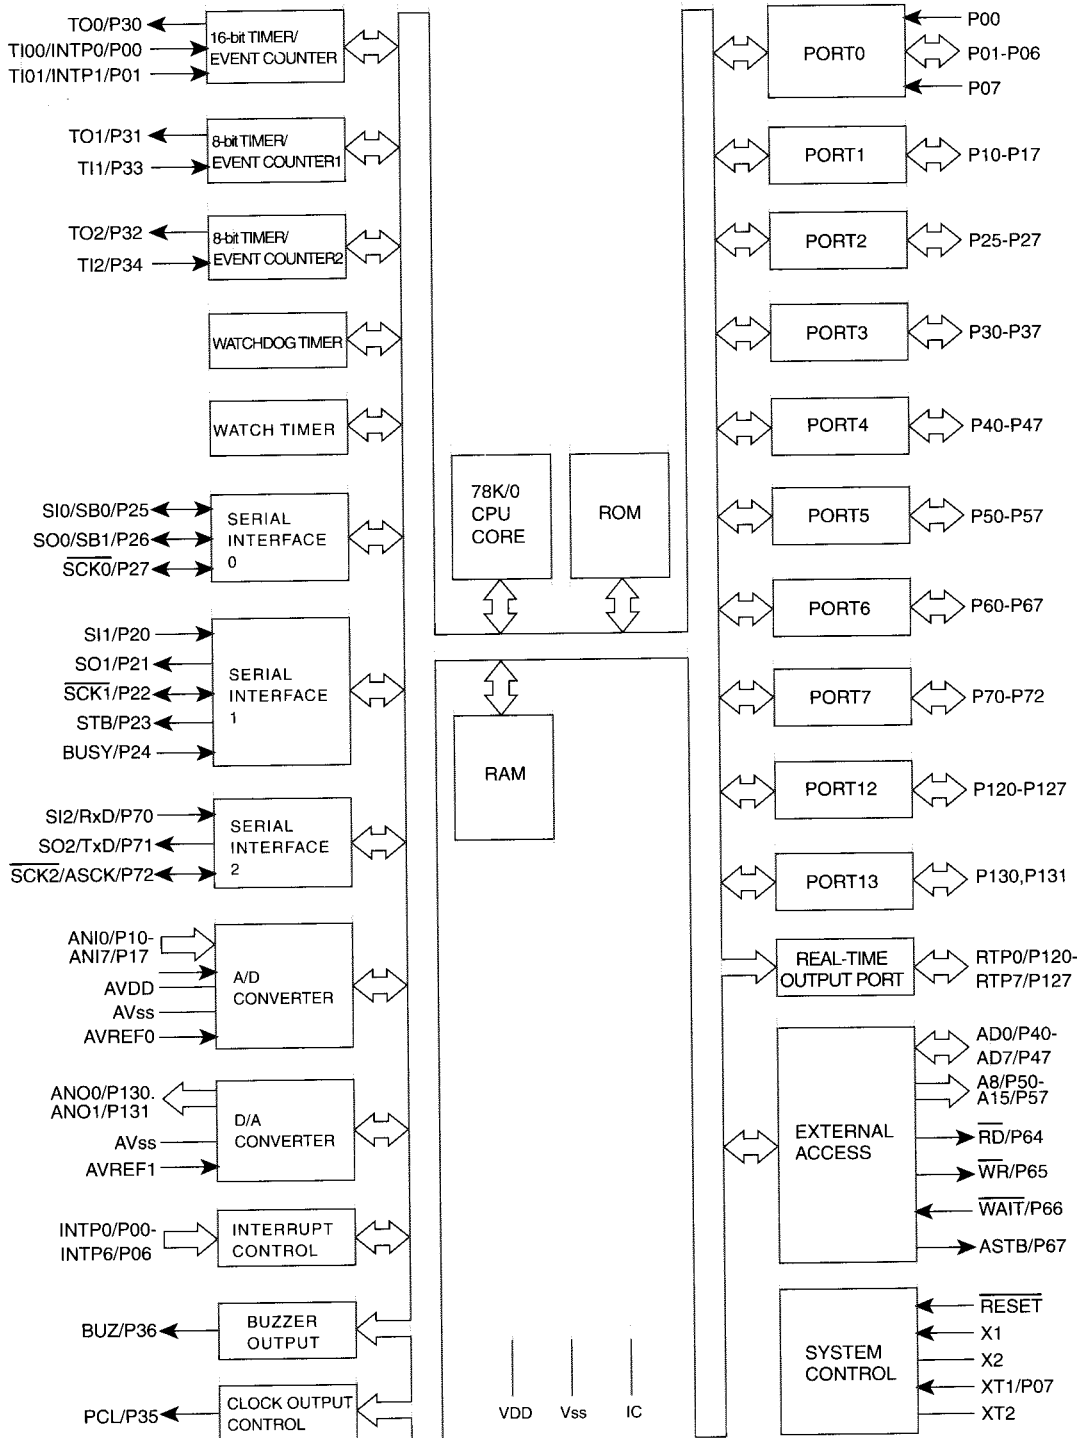 TO0/P30
TI00/INTP0/P00
TI01/INTP1/P01
16-bit TIMER/
EVENT COUNTER
TO1/P31
TI1/P33
8-bit TIMER/
EVENT COUNTER1
TO2/P32
TI2/P34
8-bit TIMER/
EVENT COUNTER2
WATCHDOG TIMER
WATCH TIMER
SI0/SB0/P25
SO0/SB1/P26
SCK0/P27
SERIAL
INTERFACE
0
SI1/P20
SO1/P21
SCK1/P22
STB/P23
BUSY/P24
SERIAL
INTERFACE
1
SI2/RxD/P70
SO2/TxD/P71
SCK2/ASCK/P72
SERIAL
INTERFACE
2
ANI0/P10-
ANI7/P17
AVDD
AVss
AVREF0
A/D
CONVERTER
ANO0/P130.
ANO1/P131
AVss
AVREF1
D/A
CONVERTER
INTP0/P00-
INTP6/P06
INTERRUPT
CONTROL
BUZ/P36
BUZZER
OUTPUT
PCL/P35
CLOCK OUTPUT
CONTROL
78K/0
CPU
CORE
ROM
RAM
VDD
Vss
IC
PORT0
P00
P01-P06
P07
PORT1
P10-P17
PORT2
P25-P27
PORT3
P30-P37
PORT4
P40-P47
PORT5
P50-P57
PORT6
P60-P67
PORT7
P70-P72
PORT12
P120-P127
PORT13
P130,P131
REAL-TIME
OUTPUT PORT
RTP0/P120-
RTP7/P127
EXTERNAL
ACCESS
AD0/P40-
AD7/P47
A8/P50-
A15/P57
RD/P64
WR/P65
WAIT/P66
ASTB/P67
SYSTEM
CONTROL
RESET
X1
X2
XT1/P07
XT2